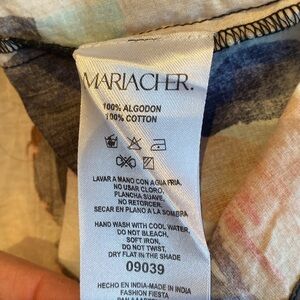 MARIACHER.
100% ALGODON
100% COTTON
LAVAR A MANO CON AGUA FRIA,
NO USAR CLORO,
PLANCHA SUAVE,
NO RETORCER,
SECAR EN PLANO A LA SOMBRA
HAND WASH WITH COOL WATER,
DO NOT BLEACH,
SOFT IRON,
DO NOT TWIST,
DRY FLAT IN THE SHADE
09039
HECHO EN INDIA-MADE IN INDIA
FASHION FIESTA